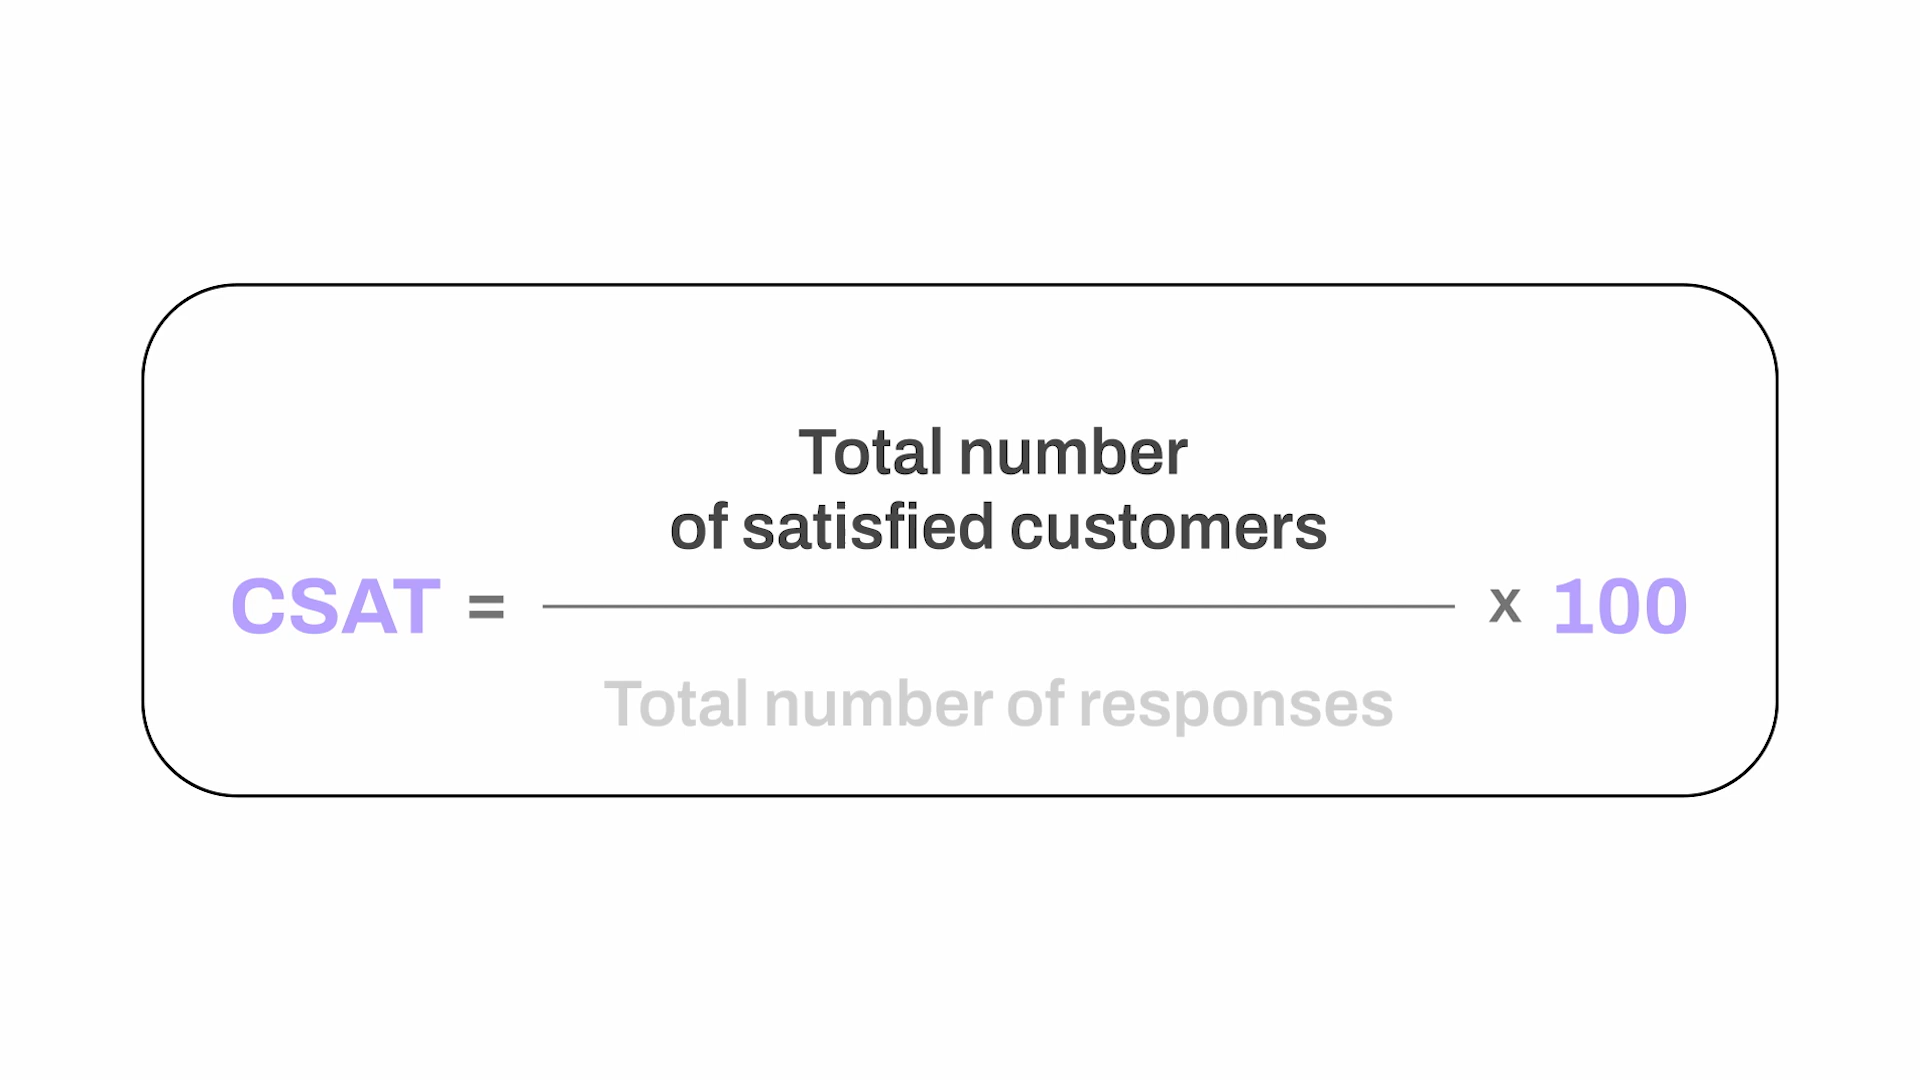 Total number
of satisfied customers
CSAT = x 100
Total number of responses